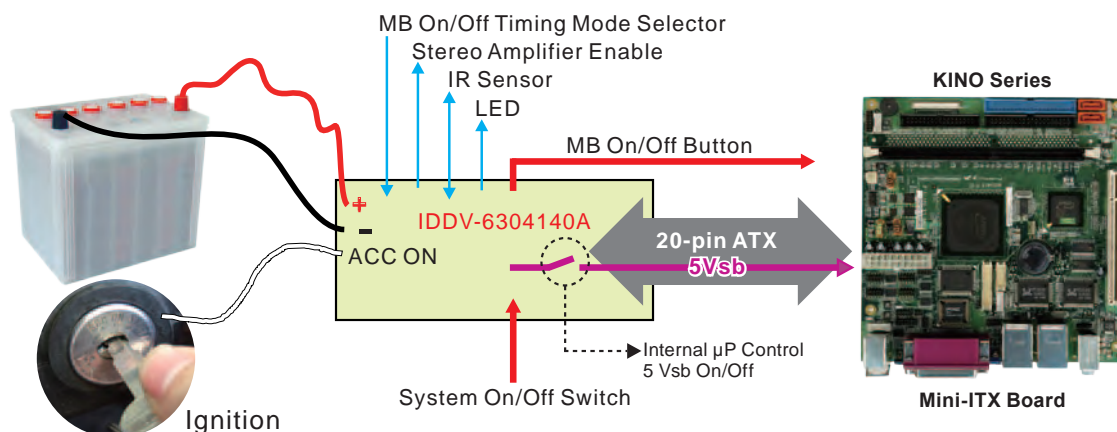 MB On/Off Timing Mode Selector
Stereo Amplifier Enable
IR Sensor
LED
KINO Series
MB On/Off Button
+
IDDV-6304140A
-
ACC ON
20-pin ATX
5Vsb
Internal µP Control
5 Vsb On/Off
System On/Off Switch
Mini-ITX Board
Ignition